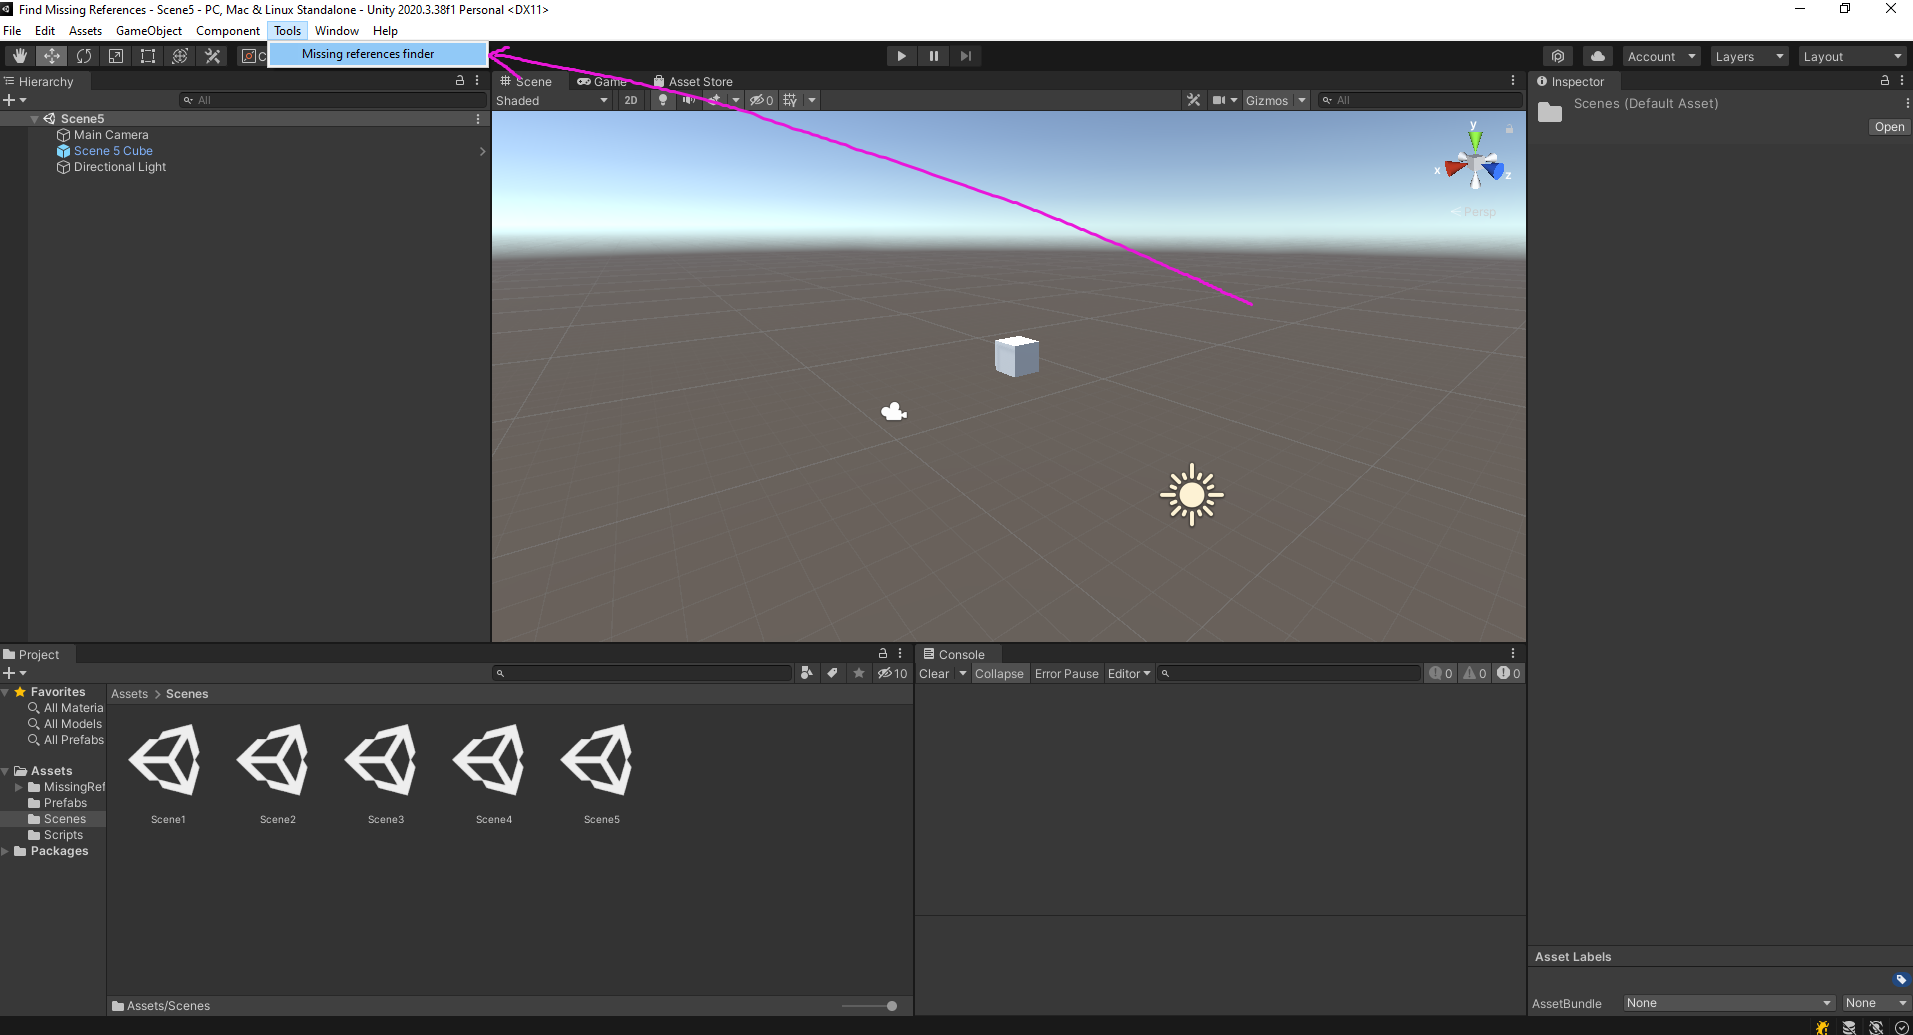 Find Missing References - Scene5 - PC, Mac & Linux Standalone - Unity 2020.3.38f1 Personal <DX11>
File Edit Assets GameObject Component Tools Window Help
Missing references finder
C
Account Layers Layout
Hierarchy
All
Scene5
Main Camera
Scene 5 Cube
Directional Light
Scene Game Asset Store
Shaded 2D 0 Gizmos All
y
x
z
Persp
Inspector
Scenes (Default Asset)
Open
Project
10
Favorites
All Materia
All Models
All Prefabs
Assets
MissingRef
Prefabs
Scenes
Scripts
Packages
Assets > Scenes
Scene1 Scene2 Scene3 Scene4 Scene5
Assets/Scenes
Console
Clear Collapse Error Pause Editor 0 0 0
Asset Labels
AssetBundle None None